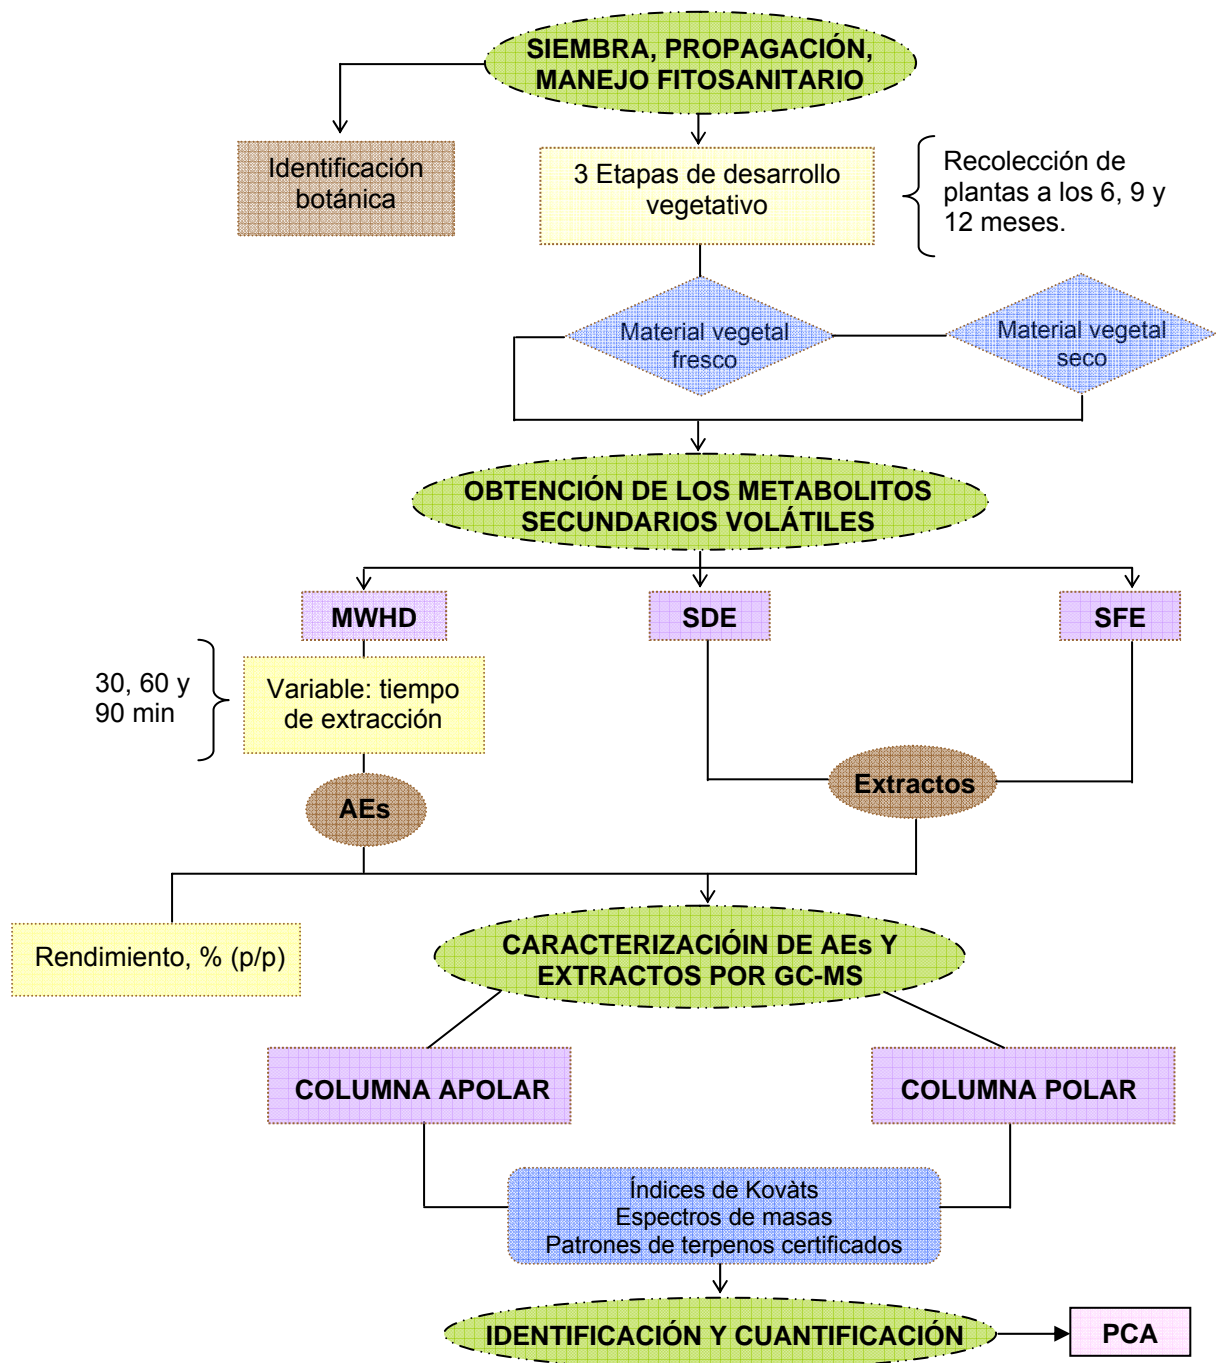 SIEMBRA, PROPAGACIÓN,
MANEJO FITOSANITARIO
Identificación
botánica
3 Etapas de desarrollo
vegetativo
Recolección de
plantas a los 6, 9 y
12 meses.
Material vegetal
fresco
Material vegetal
seco
OBTENCIÓN DE LOS METABOLITOS
SECUNDARIOS VOLÁTILES
MWHD
SDE
SFE
30, 60 y
90 min
Variable: tiempo
de extracción
AEs
Extractos
Rendimiento, % (p/p)
CARACTERIZACIÓIN DE AEs Y
EXTRACTOS POR GC-MS
COLUMNA APOLAR
COLUMNA POLAR
Índices de Kovàts
Espectros de masas
Patrones de terpenos certificados
IDENTIFICACIÓN Y CUANTIFICACIÓN
PCA